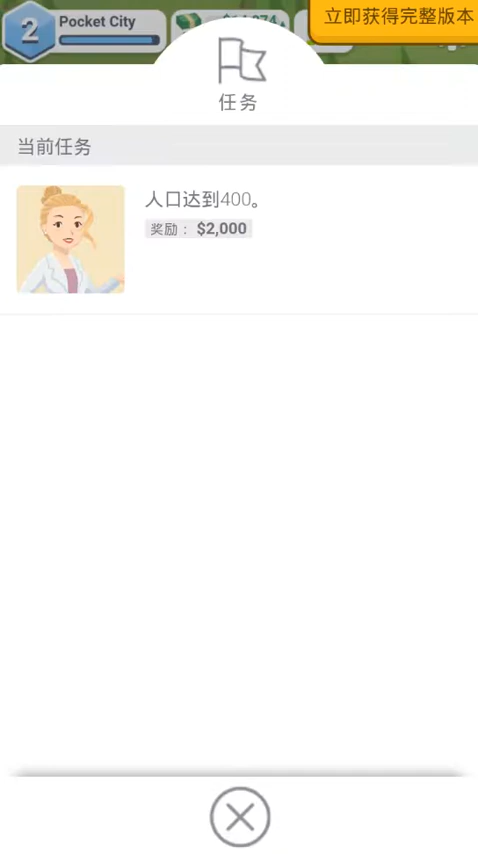 2
Pocket City
立即获得完整版本
任务
当前任务
人口达到400。
奖励： $2,000